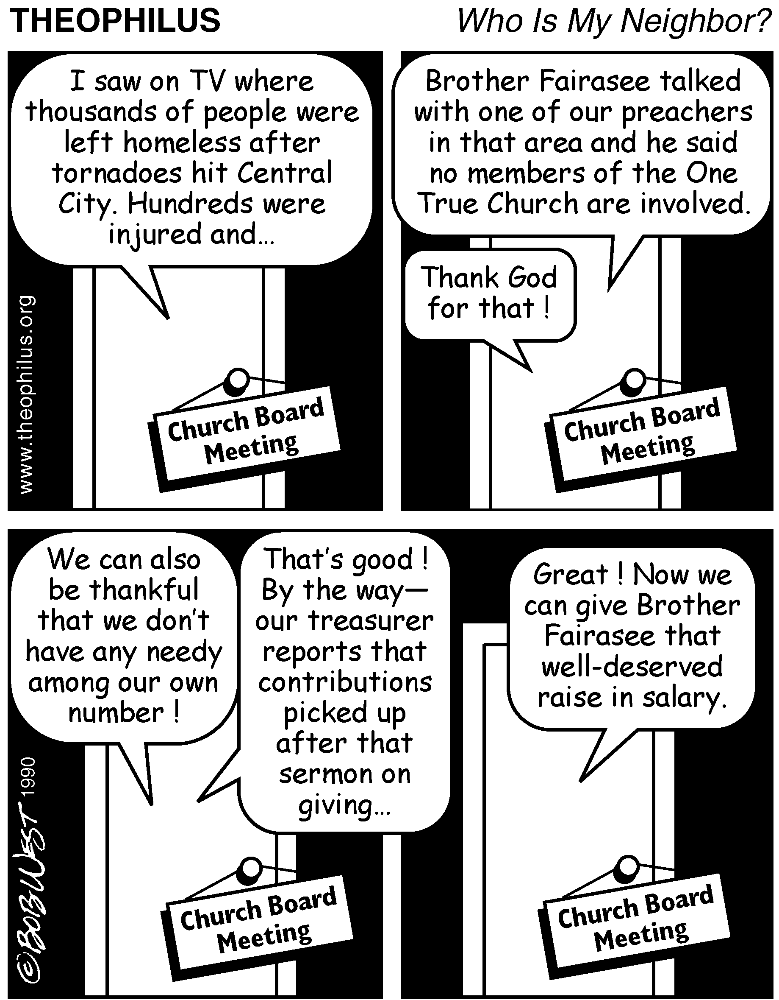 THEOPHILUS
Who Is My Neighbor?
I saw on TV where
thousands of people were
left homeless after
tornadoes hit Central
City. Hundreds were
injured and...
Church Board
Meeting
www.theophilus.org
Brother Fairasee talked
with one of our preachers
in that area and he said
no members of the One
True Church are involved.
Thank God
for that !
Church Board
Meeting
We can also
be thankful
that we don't
have any needy
among our own
number !
That's good !
By the way—
our treasurer
reports that
contributions
picked up
after that
sermon on
giving...
Church Board
Meeting
©BOB WEST 1990
Great ! Now we
can give Brother
Fairasee that
well-deserved
raise in salary.
Church Board
Meeting